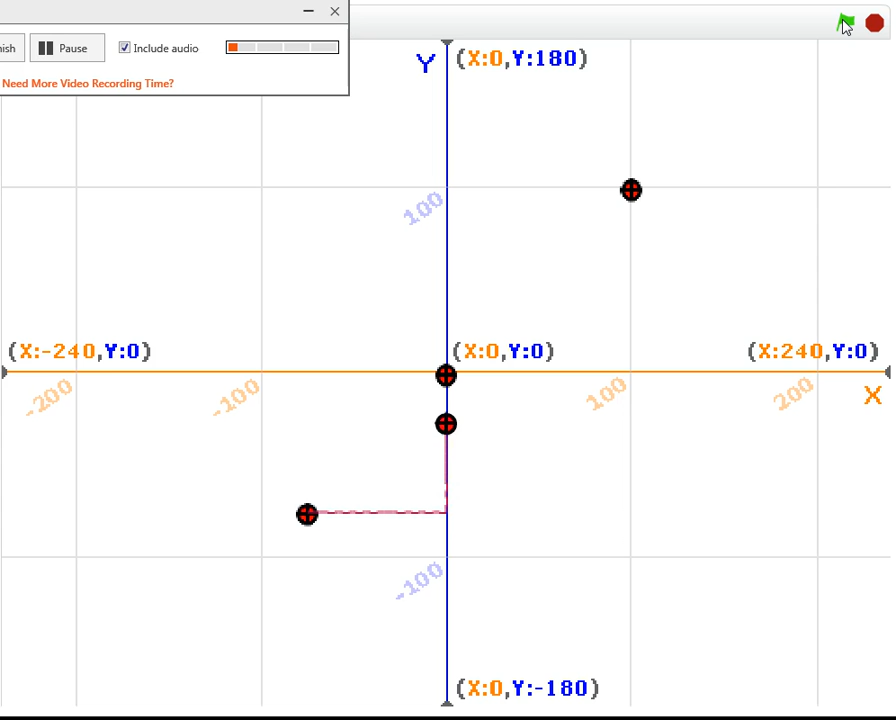 nish Pause Include audio
Need More Video Recording Time?
Y (X:0,Y:180)
100
(X:-240,Y:0) (X:0,Y:0) (X:240,Y:0)
-200 -100 100 200 X
-100
(X:0,Y:-180)